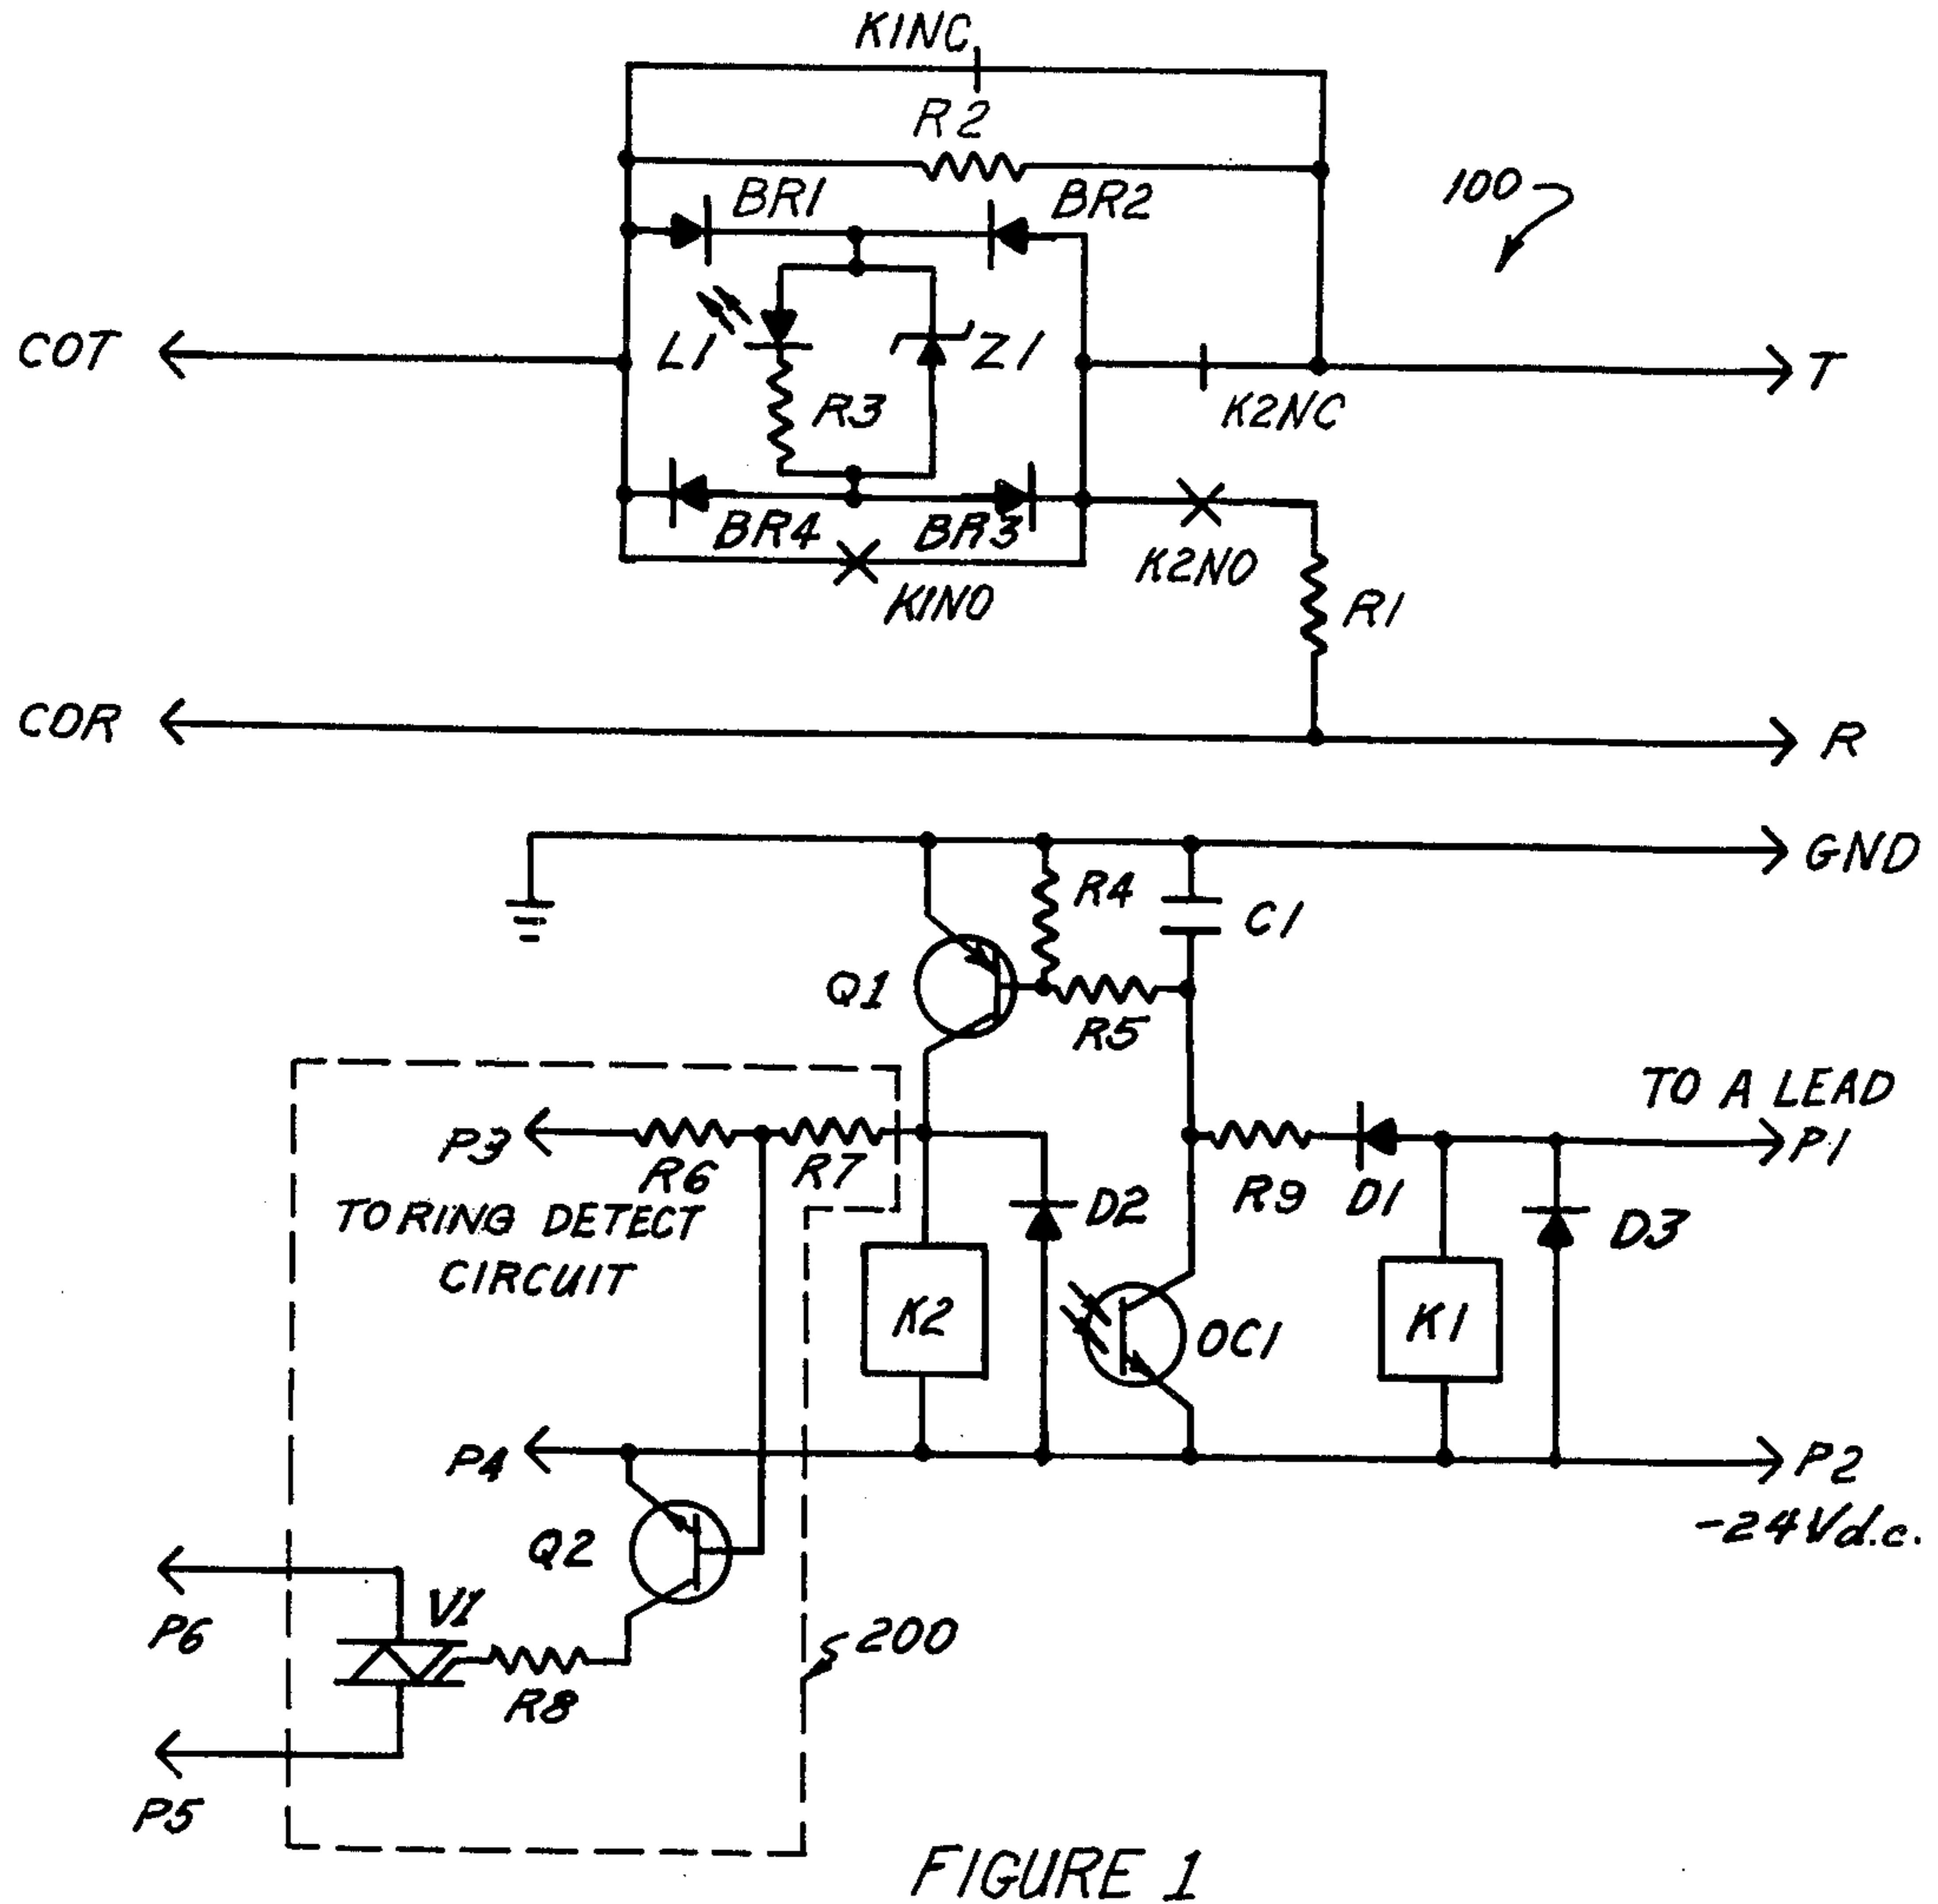 K1NC
R2
BR1
BR2
100
COT
L1
Z1
T
R3
K2NC
BR4
BR3
K2NO
K1NO
R1
COR
R
GND
R4
C1
Q1
R5
TO A LEAD
P3
R6
R7
R9
D1
P1
TO RING DETECT
CIRCUIT
D2
D3
K2
OC1
K1
P4
P2
-24Vd.c.
Q2
P6
V1
200
R8
P5
FIGURE 1